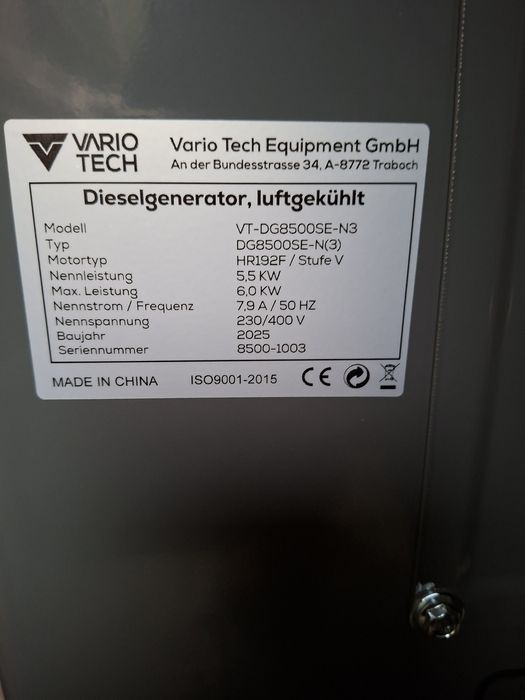 VARIO TECH
Vario Tech Equipment GmbH
An der Bundesstrasse 34, A-8772 Traboch
Dieselgenerator, luftgekühlt
Modell VT-DG8500SE-N3
Typ DG8500SE-N(3)
Motortyp HR192F / Stufe V
Nennleistung 5,5 KW
Max. Leistung 6,0 KW
Nennstrom / Frequenz 7,9 A / 50 HZ
Nennspannung 230/400 V
Baujahr 2025
Seriennummer 8500-1003
MADE IN CHINA ISO9001-2015 CE